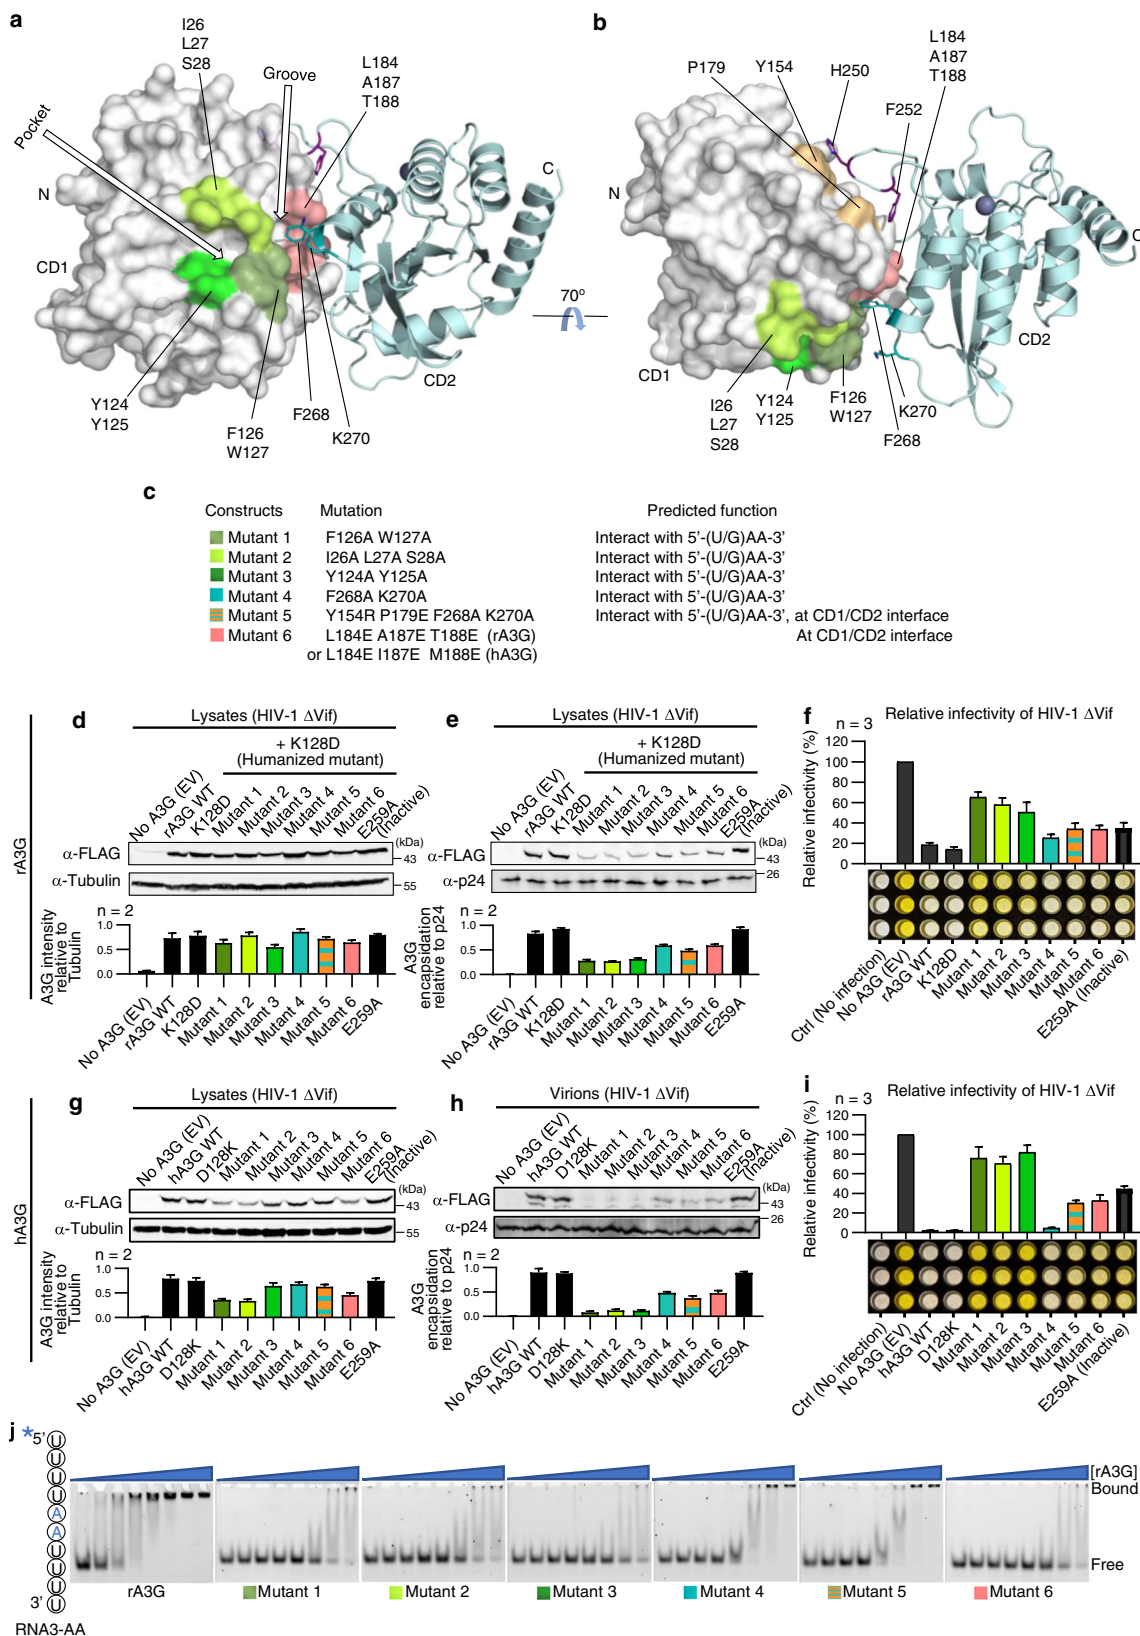 a
I26
L27
S28
Groove
L184
A187
T188
Pocket
N
C
CD1
CD2
Y124
Y125
F126
W127
F268
K270
70°
b
P179
Y154
H250
L184
A187
T188
F252
N
C
CD2
CD1
I26
L27
S28
Y124
Y125
F126
W127
K270
F268
c
Constructs Mutation Predicted function
Mutant 1 F126A W127A Interact with 5'-(U/G)AA-3'
Mutant 2 I26A L27A S28A Interact with 5'-(U/G)AA-3'
Mutant 3 Y124A Y125A Interact with 5'-(U/G)AA-3'
Mutant 4 F268A K270A Interact with 5'-(U/G)AA-3'
Mutant 5 Y154R P179E F268A K270A Interact with 5'-(U/G)AA-3', at CD1/CD2 interface
Mutant 6 L184E A187E T188E (rA3G) At CD1/CD2 interface
or L184E I187E M188E (hA3G)
rA3G
d
Lysates (HIV-1 ΔVif)
+ K128D
(Humanized mutant)
No A3G (EV)
rA3G WT
K128D
Mutant 1
Mutant 2
Mutant 3
Mutant 4
Mutant 5
Mutant 6
E259A
(Inactive)
(kDa)
α-FLAG
43
α-Tubulin
55
n = 2
A3G intensity
relative to
Tubulin
1.0
0.5
0.0
No A3G (EV)
rA3G WT
K128D
Mutant 1
Mutant 2
Mutant 3
Mutant 4
Mutant 5
Mutant 6
E259A
e
Lysates (HIV-1 ΔVif)
+ K128D
(Humanized mutant)
No A3G (EV)
rA3G WT
K128D
Mutant 1
Mutant 2
Mutant 3
Mutant 4
Mutant 5
Mutant 6
E259A
(Inactive)
(kDa)
α-FLAG
43
26
α-p24
n = 2
A3G
encapsidation
relative to p24
1.0
0.5
0.0
No A3G (EV)
rA3G WT
K128D
Mutant 1
Mutant 2
Mutant 3
Mutant 4
Mutant 5
Mutant 6
E259A
f
Relative infectivity of HIV-1 ΔVif
n = 3
Relative infectivity (%)
120
100
80
60
40
20
0
Ctrl (No infection)
No A3G (EV)
rA3G WT
K128D
Mutant 1
Mutant 2
Mutant 3
Mutant 4
Mutant 5
Mutant 6
E259A (Inactive)
hA3G
g
Lysates (HIV-1 ΔVif)
No A3G (EV)
hA3G WT
D128K
Mutant 1
Mutant 2
Mutant 3
Mutant 4
Mutant 5
Mutant 6
E259A
(Inactive)
(kDa)
α-FLAG
43
α-Tubulin
55
n = 2
A3G intensity
relative to
Tubulin
1.0
0.5
0.0
No A3G (EV)
hA3G WT
D128K
Mutant 1
Mutant 2
Mutant 3
Mutant 4
Mutant 5
Mutant 6
E259A
h
Virions (HIV-1 ΔVif)
No A3G (EV)
hA3G WT
D128K
Mutant 1
Mutant 2
Mutant 3
Mutant 4
Mutant 5
Mutant 6
E259A
(Inactive)
(kDa)
α-FLAG
43
26
α-p24
n = 2
A3G
encapsidation
relative to p24
1.0
0.5
0.0
No A3G (EV)
hA3G WT
D128K
Mutant 1
Mutant 2
Mutant 3
Mutant 4
Mutant 5
Mutant 6
E259A
i
Relative infectivity of HIV-1 ΔVif
n = 3
Relative infectivity (%)
120
100
80
60
40
20
0
Ctrl (No infection)
No A3G (EV)
hA3G WT
D128K
Mutant 1
Mutant 2
Mutant 3
Mutant 4
Mutant 5
Mutant 6
E259A (Inactive)
j
*5'
U
U
U
U
A
A
U
U
U
U
3'
RNA3-AA
[rA3G]
Bound
Free
rA3G
Mutant 1
Mutant 2
Mutant 3
Mutant 4
Mutant 5
Mutant 6